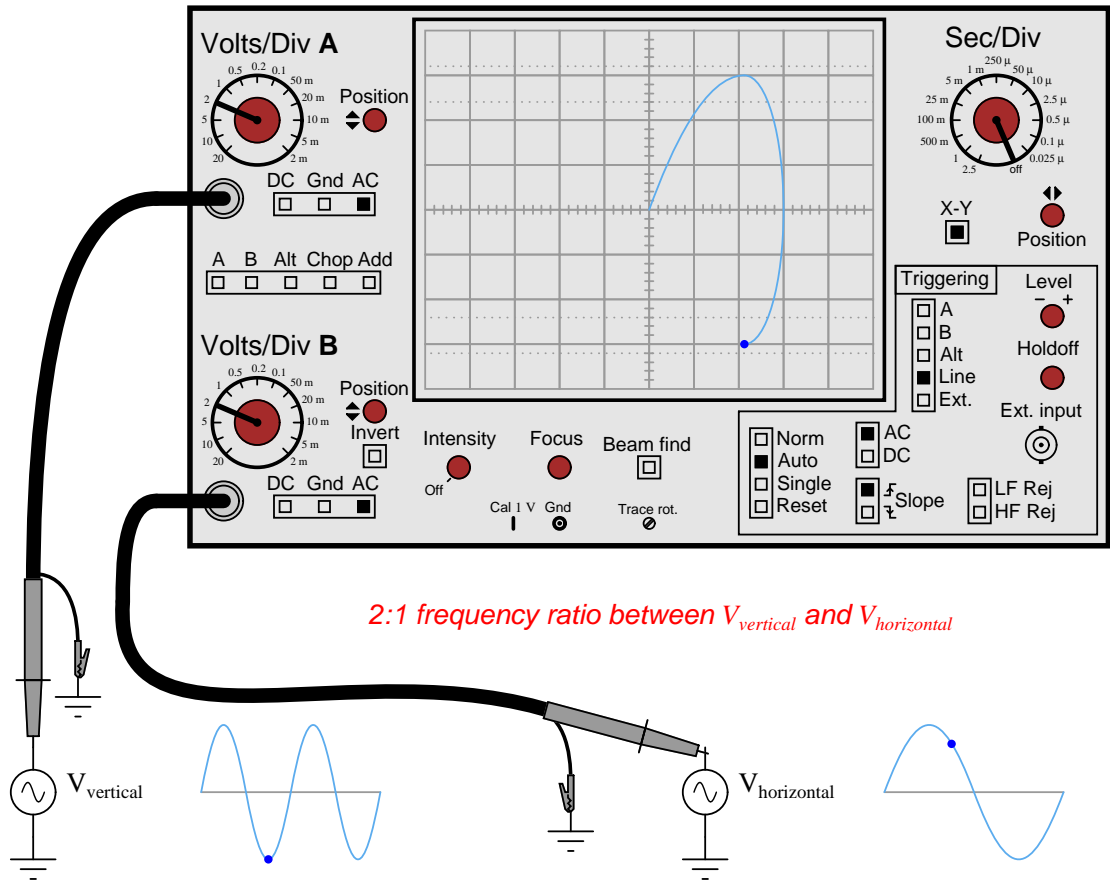 Volts/Div A
20
10
5
2
1
0.5
0.2
0.1
50 m
20 m
10 m
5 m
2 m
Position
DC Gnd AC
A B Alt Chop Add
Volts/Div B
20
10
5
2
1
0.5
0.2
0.1
50 m
20 m
10 m
5 m
2 m
Position
Invert
DC Gnd AC
Intensity
Off
Focus
Beam find
Cal 1 V Gnd
Trace rot.
Sec/Div
250 µ
50 µ
10 µ
2.5 µ
0.5 µ
0.1 µ
0.025 µ
off
2.5
1
500 m
100 m
25 m
5 m
1 m
X-Y
Position
Triggering
A
B
Alt
Line
Ext.
Level
− +
Holdoff
Ext. input
Norm
Auto
Single
Reset
AC
DC
Slope
LF Rej
HF Rej
2:1 frequency ratio between Vvertical and Vhorizontal
Vvertical
Vhorizontal